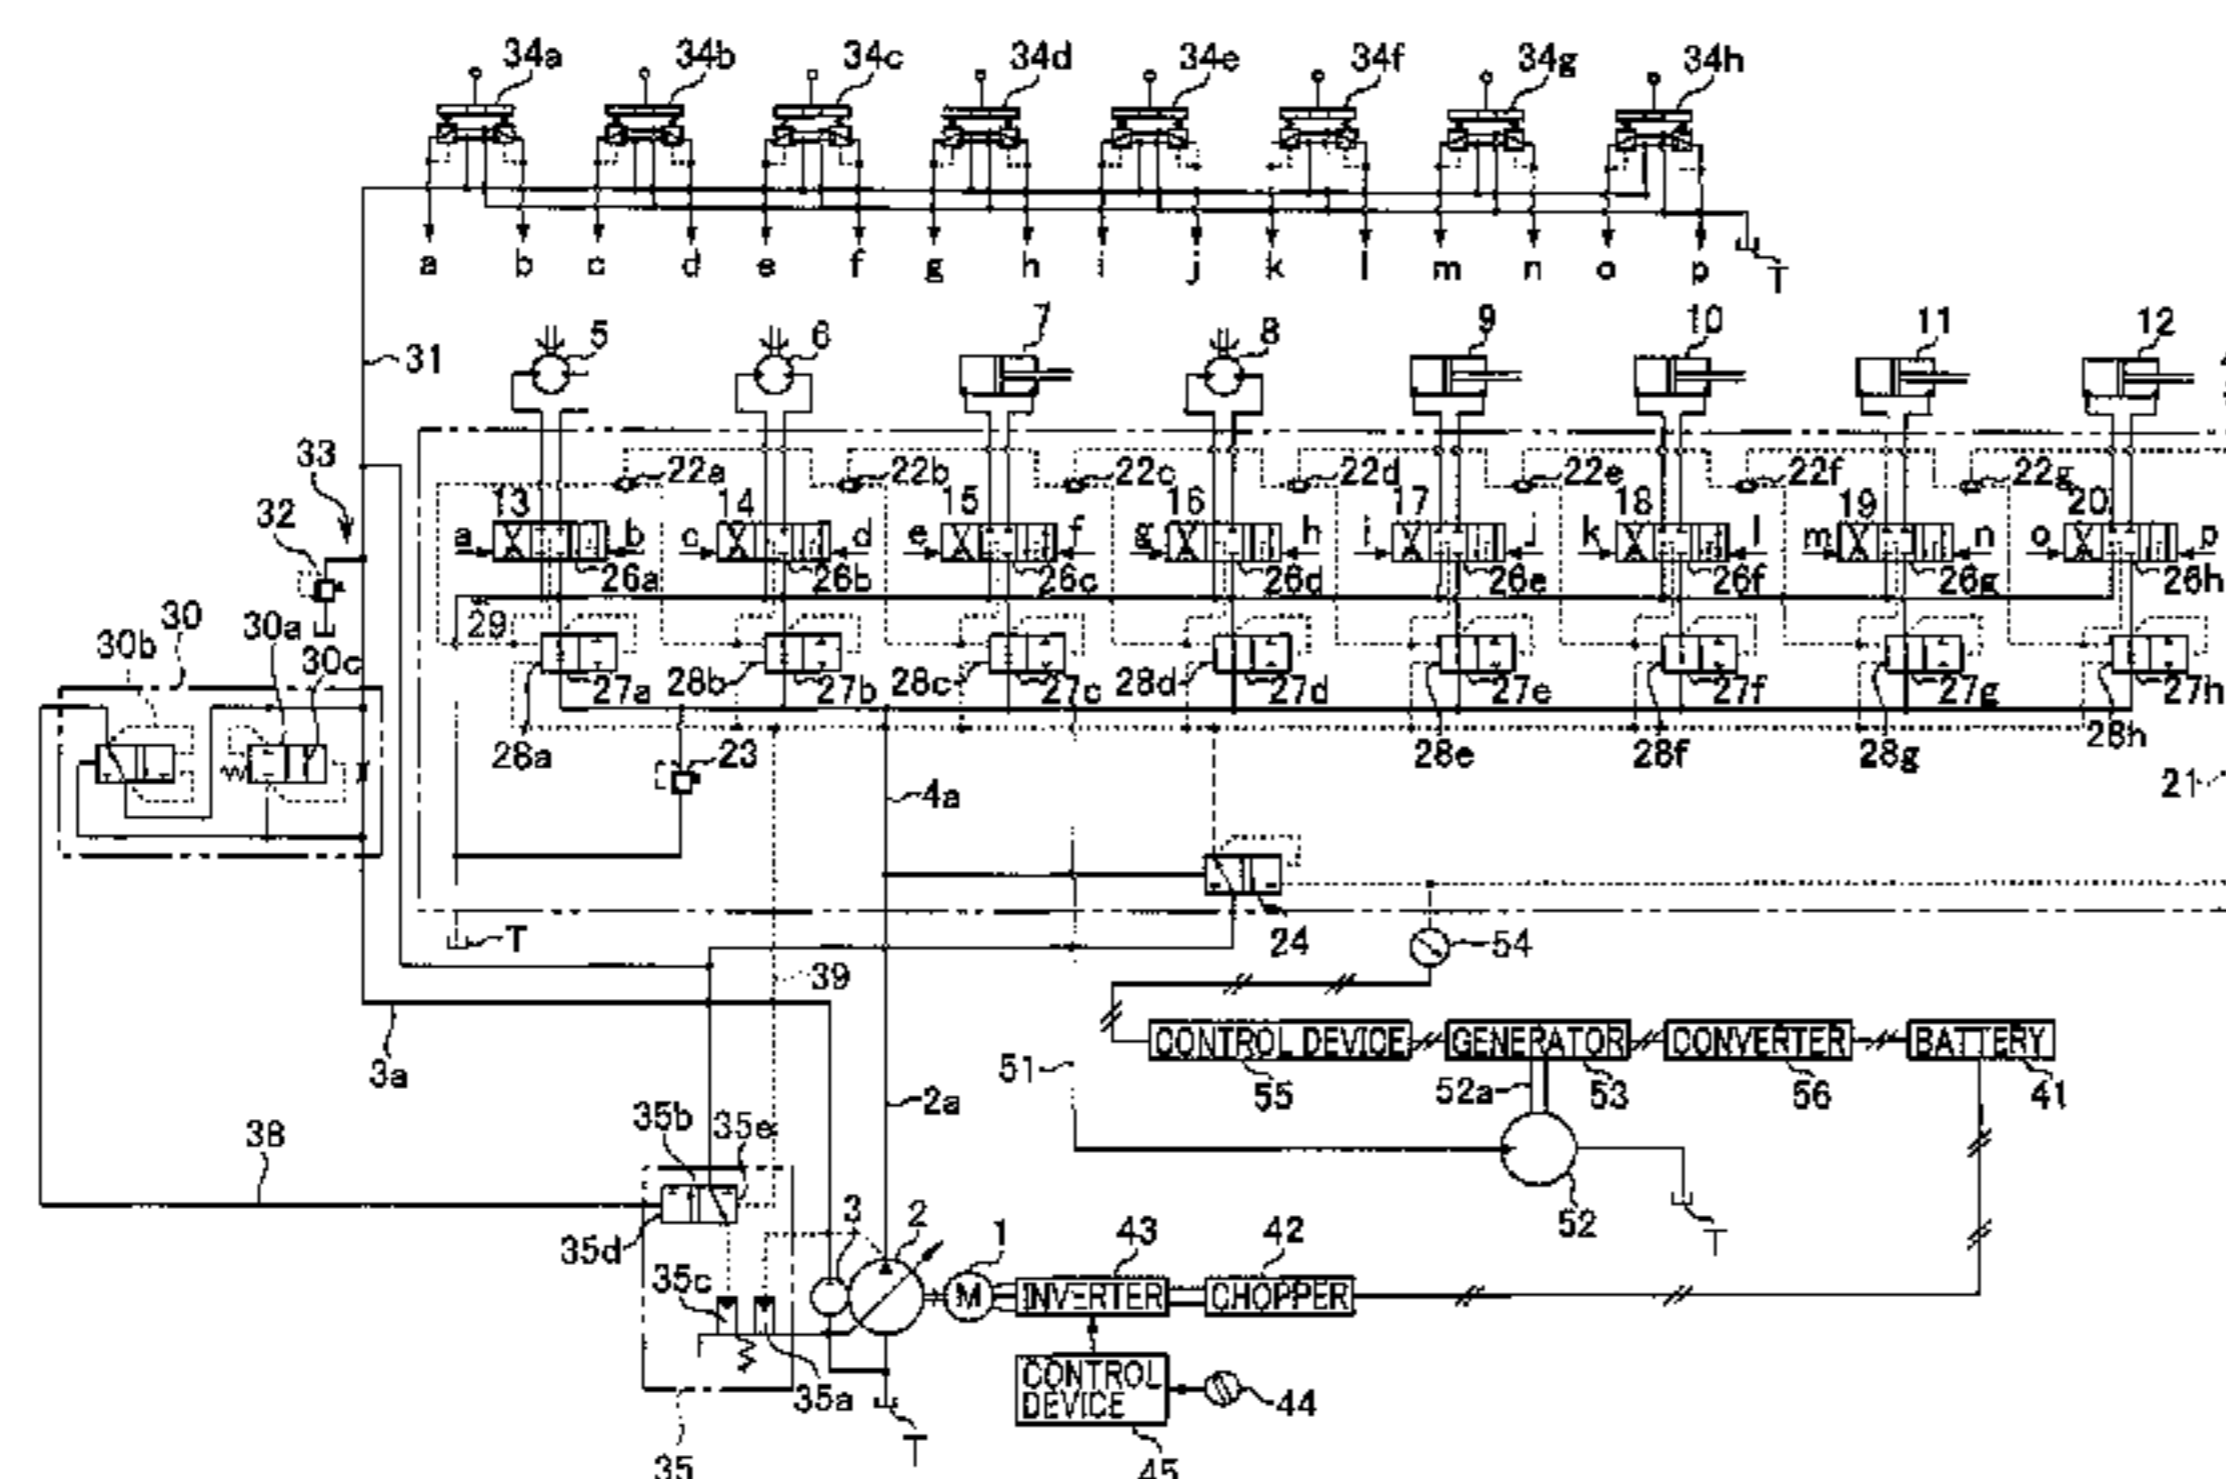 34a 34b 34c 34d 34e 34f 34g 34h
a b c d e f g h i j k l m n o p T
5 6 7 8 9 10 11 12
31
33
22a 22b 22c 22d 22e 22f 22g
32
13 14 15 16 17 18 19 20
a b c d e f g h i j k l m n o p
26a 26b 26c 26d 26e 26f 26g 26h
29
30 30a
30b 30c
27a 28b 27b 28c 27c 28d 27d 27e 27f 27g 27h
28a 23 28e 28f 28g 28h
21
4a
T 24 54
39
CONTROL DEVICE GENERATOR CONVERTER BATTERY
3a 51 55 52a 53 56 41
2a
38 35b 35e
3 2 1 43 42 52 T
35d
35c
M INVERTER CHOPPER
35a
CONTROL
DEVICE
44
T
35 45